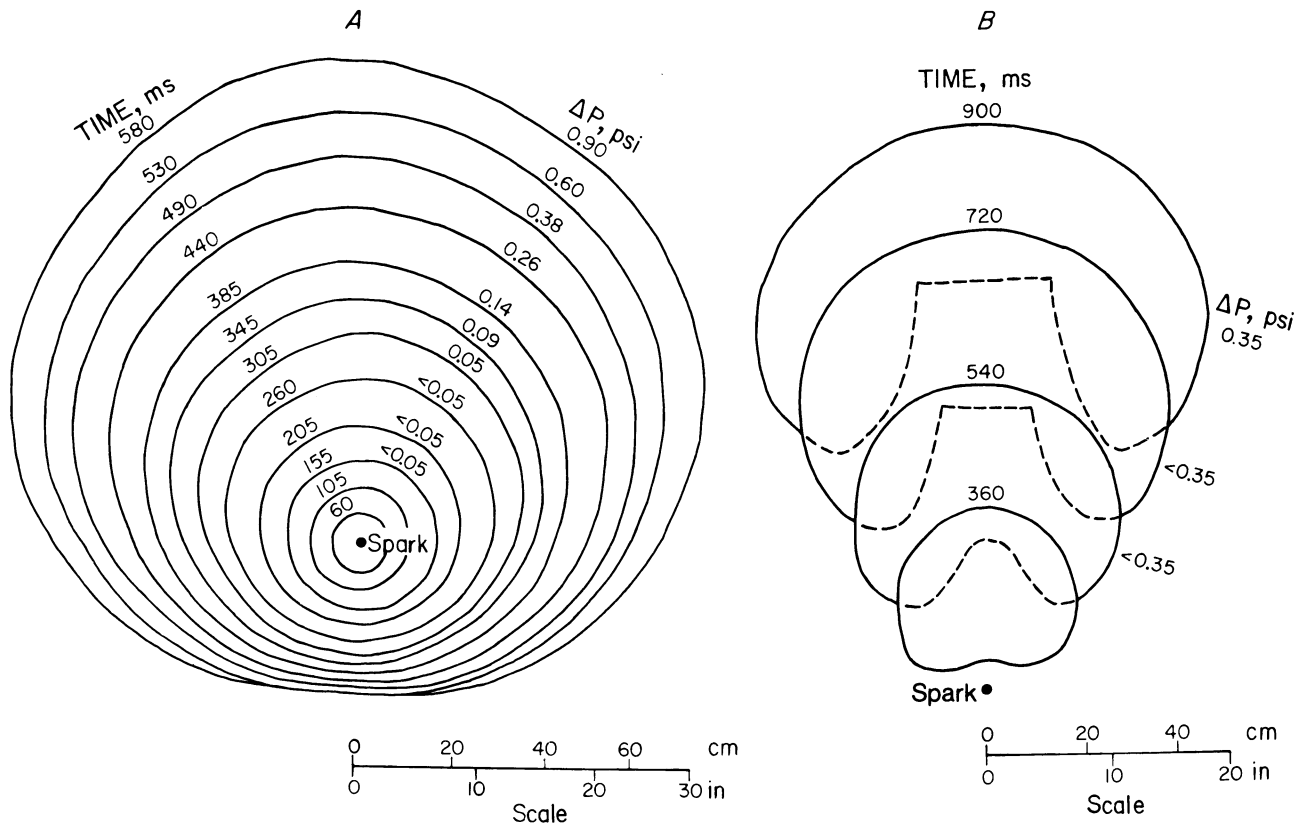 A
TIME, ms
580
530
490
440
385
345
305
260
205
155
105
60
ΔP, psi
0.90
0.60
0.38
0.26
0.14
0.09
0.05
<0.05
<0.05
<0.05
Spark
0 20 40 60 cm
0 10 20 30 in
Scale
B
TIME, ms
900
720
540
360
ΔP, psi
0.35
<0.35
<0.35
Spark
0 20 40 cm
0 10 20 in
Scale